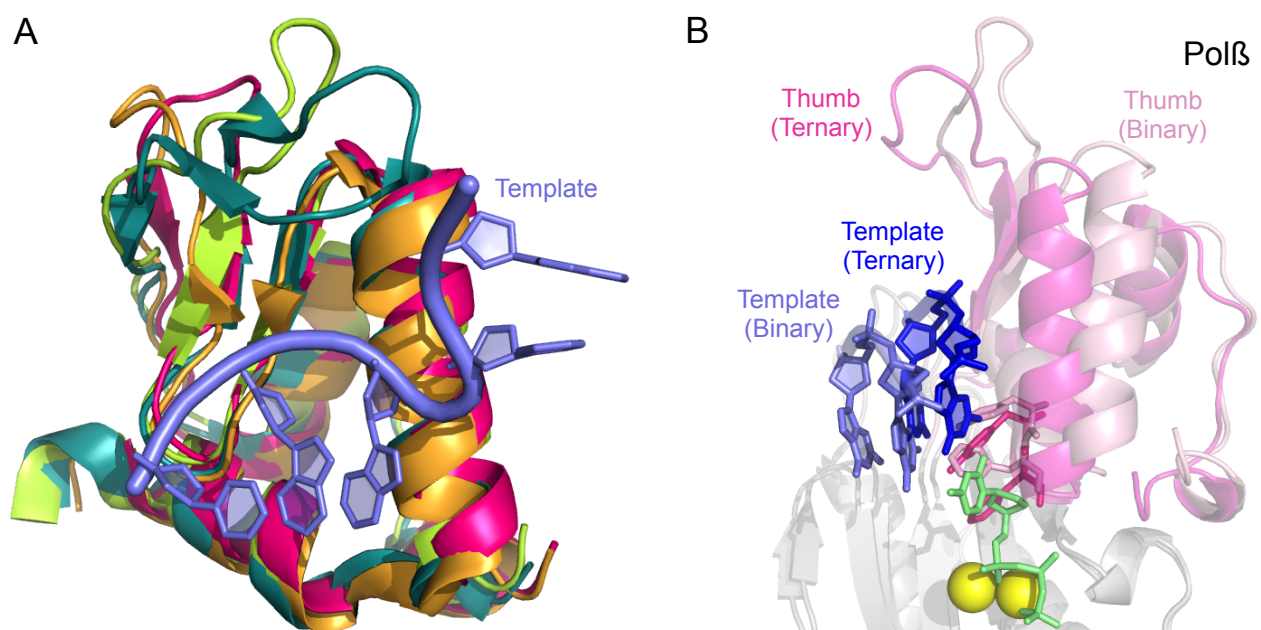 A
Template
B
Polß
Thumb
(Ternary)
Thumb
(Binary)
Template
(Ternary)
Template
(Binary)